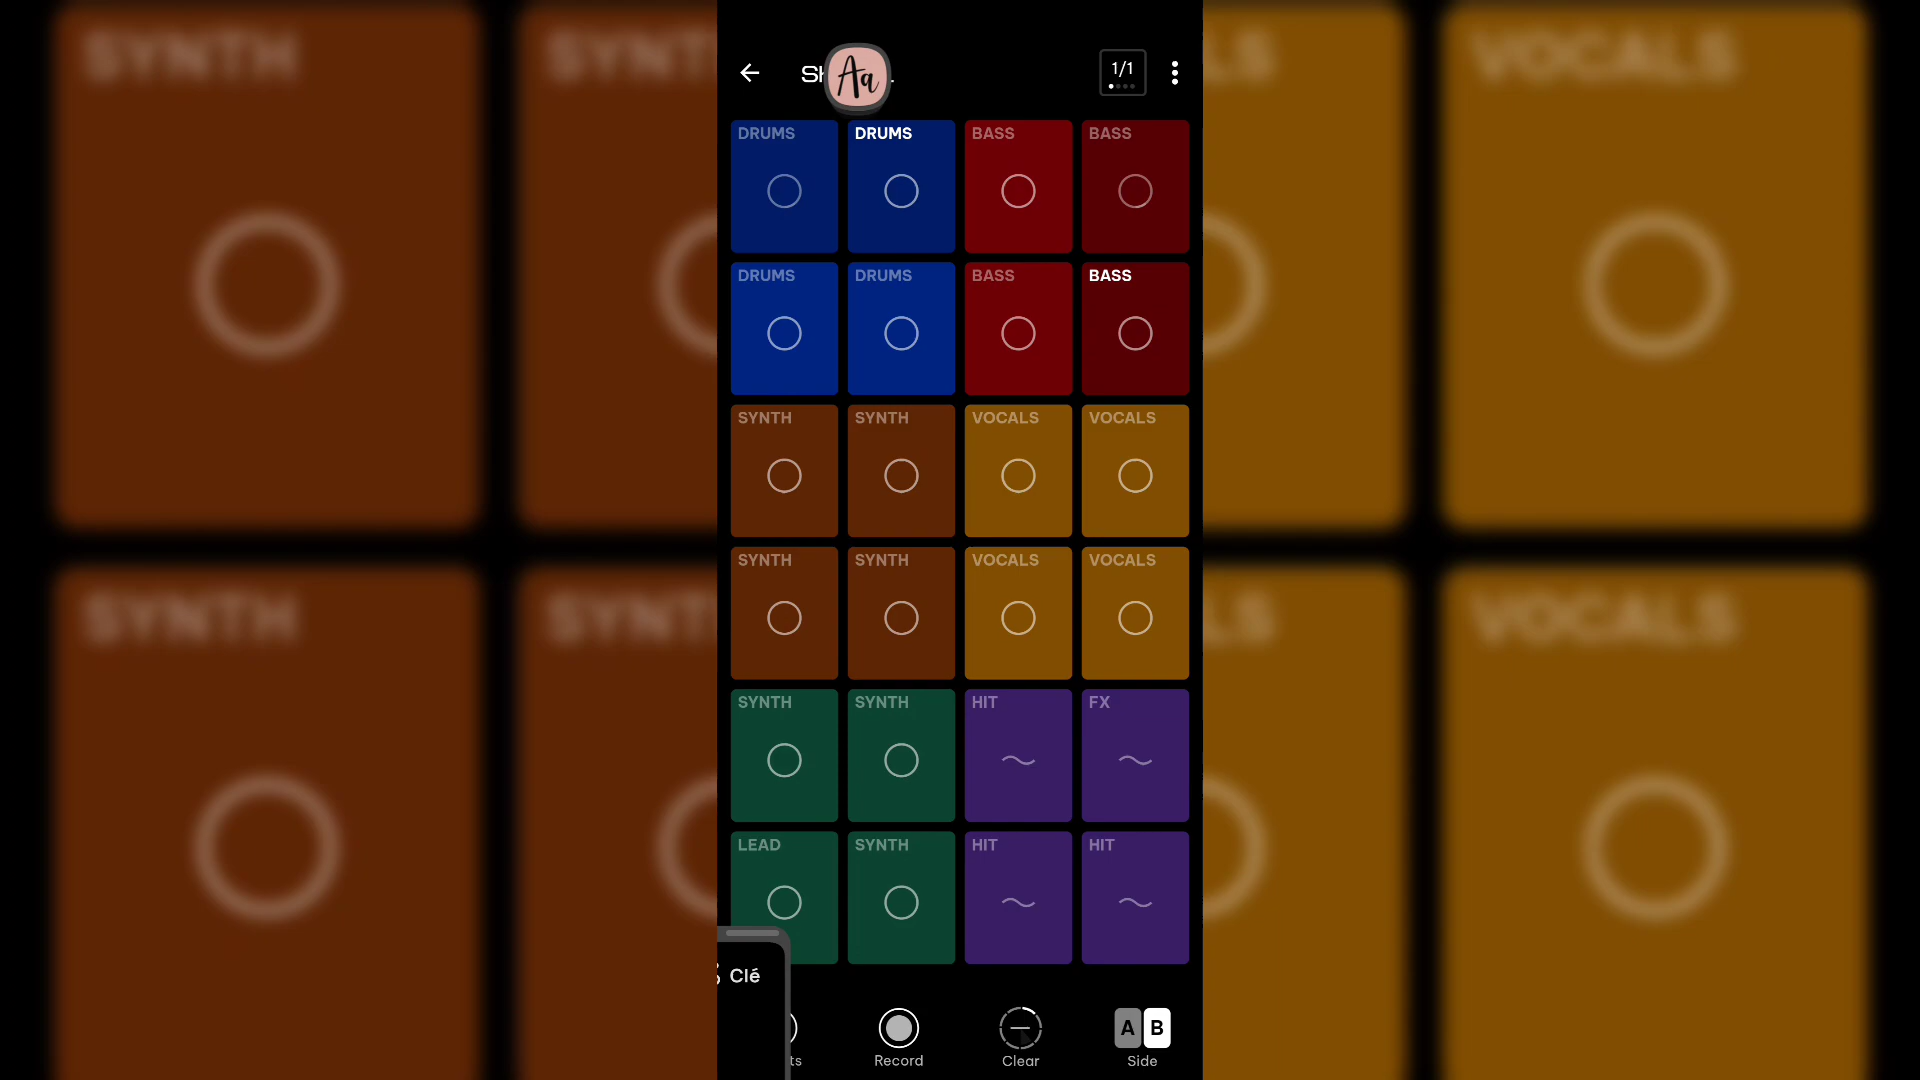 Aa
1/1
DRUMS DRUMS BASS BASS
DRUMS DRUMS BASS BASS
SYNTH SYNTH VOCALS VOCALS
SYNTH SYNTH VOCALS VOCALS
SYNTH SYNTH HIT FX
LEAD SYNTH HIT HIT
Clé
A B
Record Clear Side